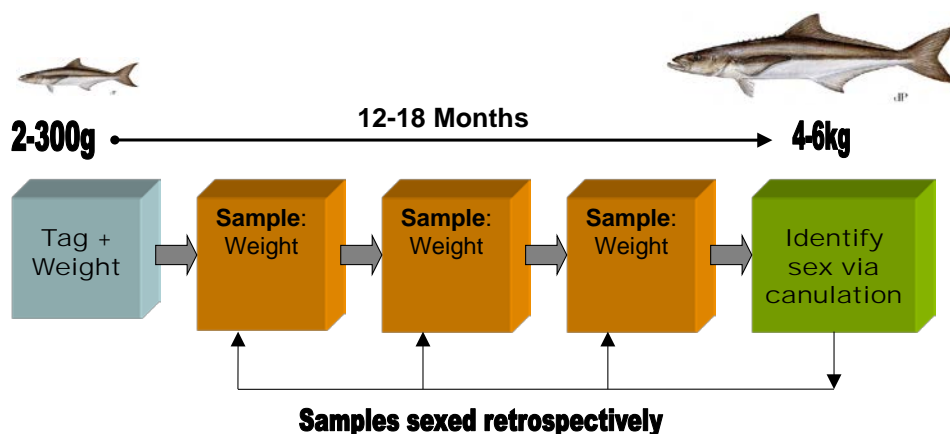 12-18 Months
2-300g
4-6kg
Tag +
Weight
Sample:
Weight
Sample:
Weight
Sample:
Weight
Identify
sex via
canulation
Samples sexed retrospectively